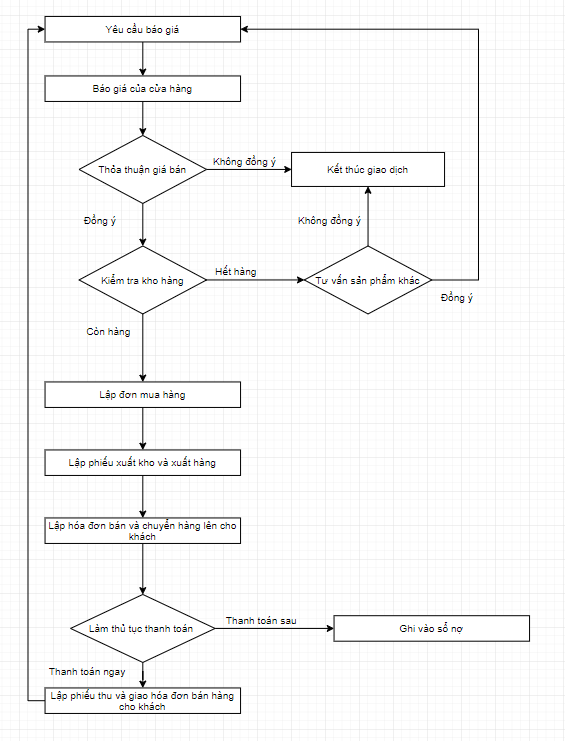 Yêu cầu báo giá
Báo giá của cửa hàng
Thỏa thuận giá bán
Không đồng ý
Kết thúc giao dịch
Đồng ý
Không đồng ý
Kiểm tra kho hàng
Hết hàng
Tư vấn sản phẩm khác
Đồng ý
Còn hàng
Lập đơn mua hàng
Lập phiếu xuất kho và xuất hàng
Lập hóa đơn bán và chuyển hàng lên cho
khách
Làm thủ tục thanh toán
Thanh toán sau
Ghi vào sổ nợ
Thanh toán ngay
Lập phiếu thu và giao hóa đơn bán hàng
cho khách